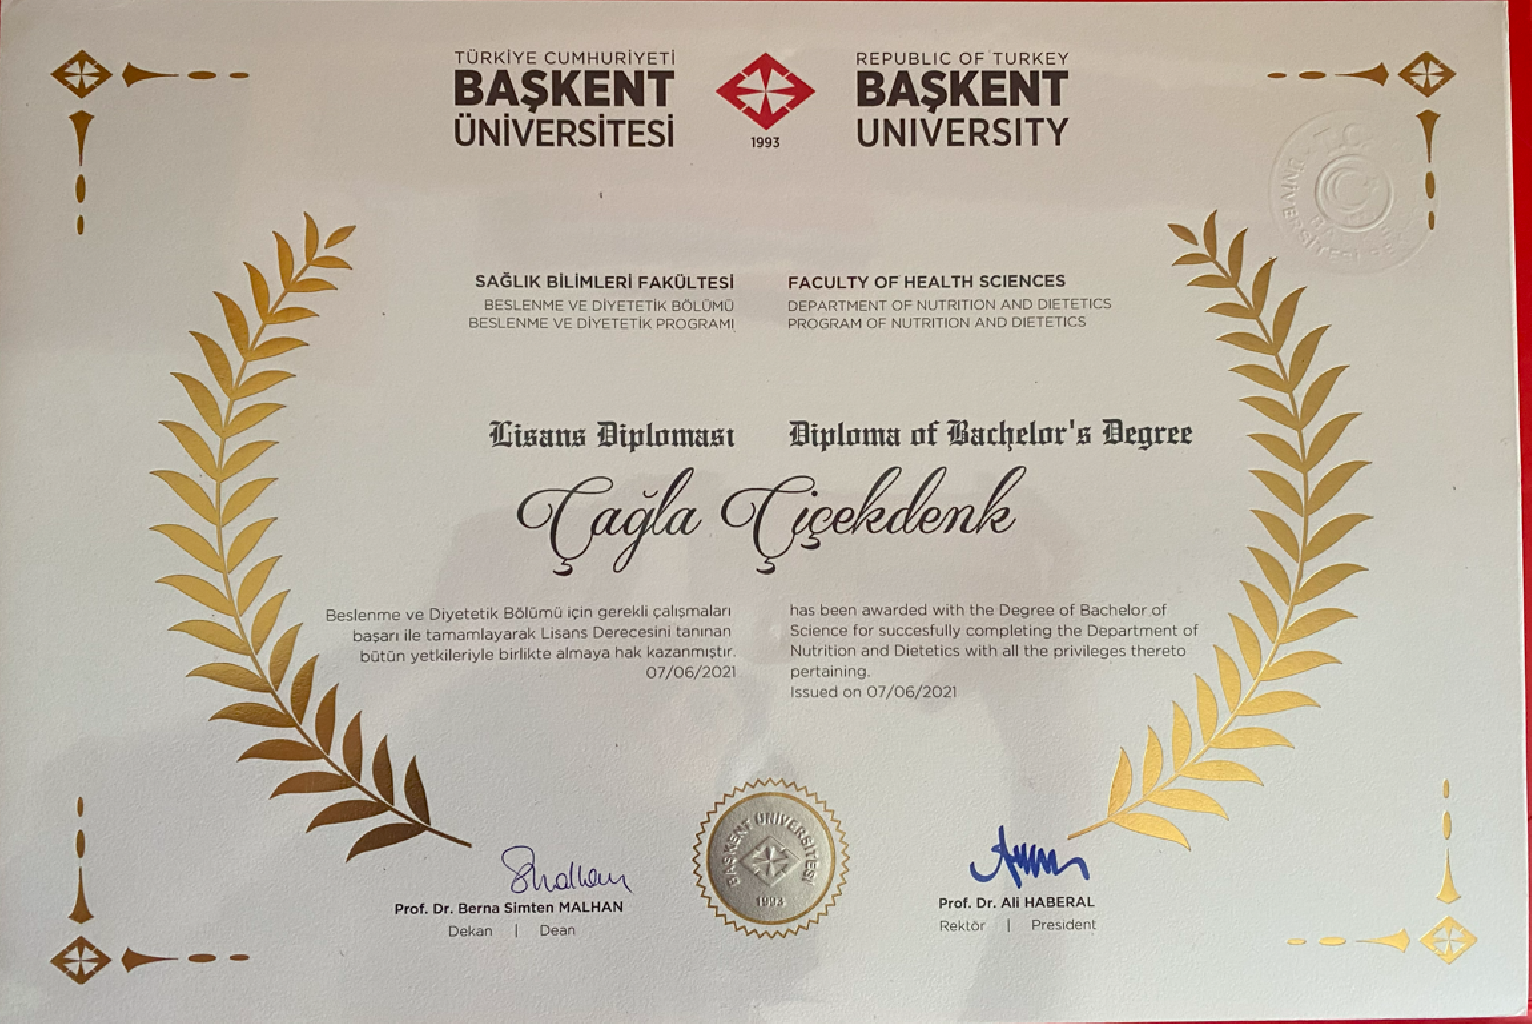 TÜRKİYE CUMHURİYETİ
BAŞKENT
ÜNİVERSİTESİ
1993
REPUBLIC OF TURKEY
BAŞKENT
UNIVERSITY
SAĞLIK BİLİMLERİ FAKÜLTESİ
BESLENME VE DİYETETİK BÖLÜMÜ
BESLENME VE DİYETETİK PROGRAMI
FACULTY OF HEALTH SCIENCES
DEPARTMENT OF NUTRITION AND DIETETICS
PROGRAM OF NUTRITION AND DIETETICS
Lisans Diploması
Diploma of Bachelor's Degree
Çağla Çiçekdenk
Beslenme ve Diyetetik Bölümü için gerekli çalışmaları
başarı ile tamamlayarak Lisans Derecesini tanınan
bütün yetkileriyle birlikte almaya hak kazanmıştır.
07/06/2021
has been awarded with the Degree of Bachelor of
Science for succesfully completing the Department of
Nutrition and Dietetics with all the privileges thereto
pertaining.
Issued on 07/06/2021
BAŞKENT ÜNİVERSİTESİ
1993
Prof. Dr. Berna Simten MALHAN
Dekan | Dean
Prof. Dr. Ali HABERAL
Rektör | President